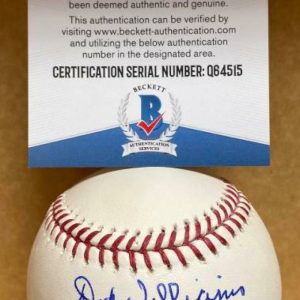 been deemed authentic and genuine.
This authentication can be verified by
visiting www.beckett-authentication.com
and utilizing the below authentication
number in the designated area.
CERTIFICATION SERIAL NUMBER: Q64515
BECKETT
B
AUTHENTICATION
SERVICES
Williams